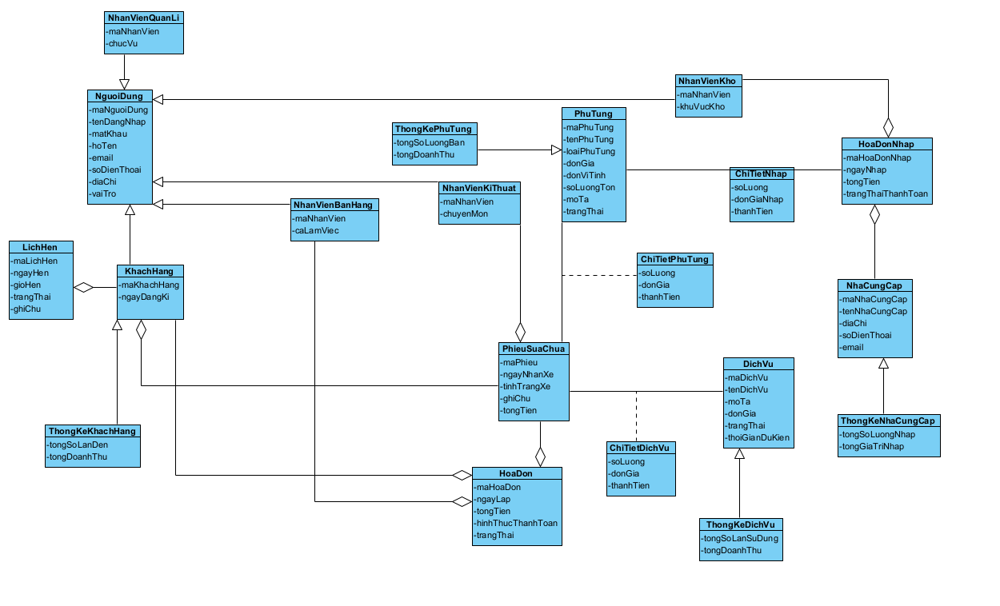 NhanVienQuanLi
-maNhanVien
-chucVu
NguoiDung
-maNguoiDung
-tenDangNhap
-matKhau
-hoTen
-email
-soDienThoai
-diaChi
-vaiTro
NhanVienKho
-maNhanVien
-khuVucKho
PhuTung
-maPhuTung
-tenPhuTung
-loaiPhuTung
-donGia
-donViTinh
-soLuongTon
-moTa
-trangThai
ThongKePhuTung
-tongSoLuongBan
-tongDoanhThu
HoaDonNhap
-maHoaDonNhap
-ngayNhap
-tongTien
-trangThaiThanhToan
ChiTietNhap
-soLuong
-donGiaNhap
-thanhTien
NhanVienKiThuat
-maNhanVien
-chuyenMon
NhanVienBanHang
-maNhanVien
-caLamViec
LichHen
-maLichHen
-ngayHen
-gioHen
-trangThai
-ghiChu
KhachHang
-maKhachHang
-ngayDangKi
ChiTietPhuTung
-soLuong
-donGia
-thanhTien
NhaCungCap
-maNhaCungCap
-tenNhaCungCap
-diaChi
-soDienThoai
-email
PhieuSuaChua
-maPhieu
-ngayNhanXe
-tinhTrangXe
-ghiChu
-tongTien
DichVu
-maDichVu
-tenDichVu
-moTa
-donGia
-trangThai
-thoiGianDuKien
ThongKeKhachHang
-tongSoLanDen
-tongDoanhThu
ThongKeNhaCungCap
-tongSoLuongNhap
-tongGiaTriNhap
ChiTietDichVu
-soLuong
-donGia
-thanhTien
HoaDon
-maHoaDon
-ngayLap
-tongTien
-hinhThucThanhToan
-trangThai
ThongKeDichVu
-tongSoLanSuDung
-tongDoanhThu